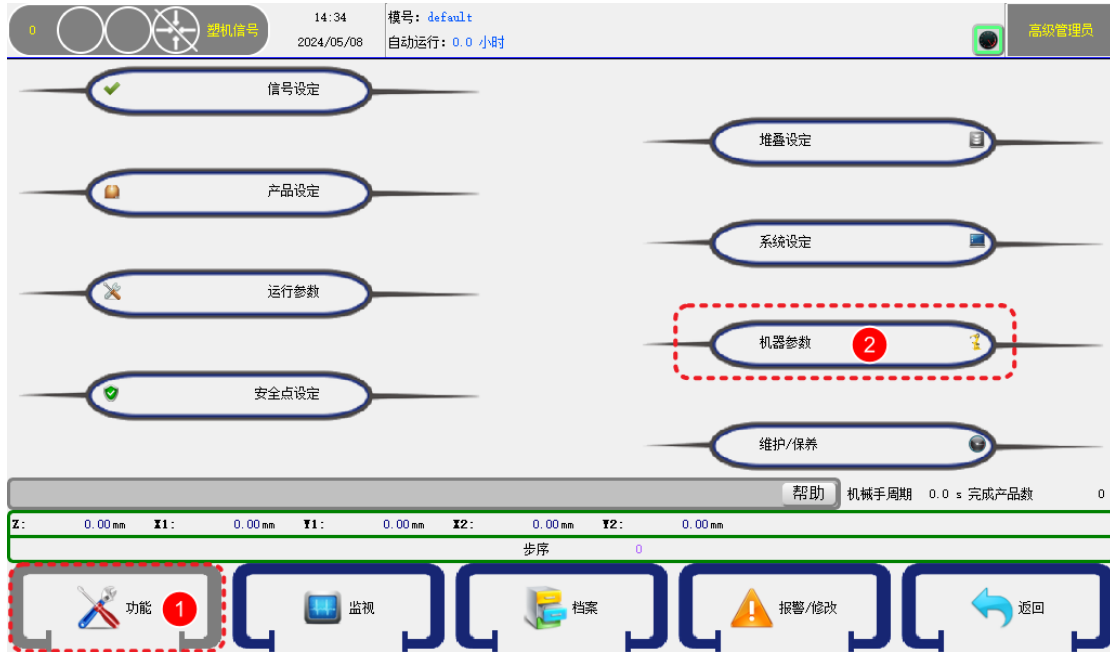 0 塑机信号 14:34 模号: default 高级管理员
2024/05/08 自动运行: 0.0 小时
信号设定
堆叠设定
产品设定
系统设定
运行参数
机器参数 2
安全点设定
维护/保养
帮助 机械手周期 0.0 s 完成产品数 0
Z: 0.00mm X1: 0.00mm Y1: 0.00mm X2: 0.00mm Y2: 0.00mm
步序 0
功能 1 监视 档案 报警/修改 返回